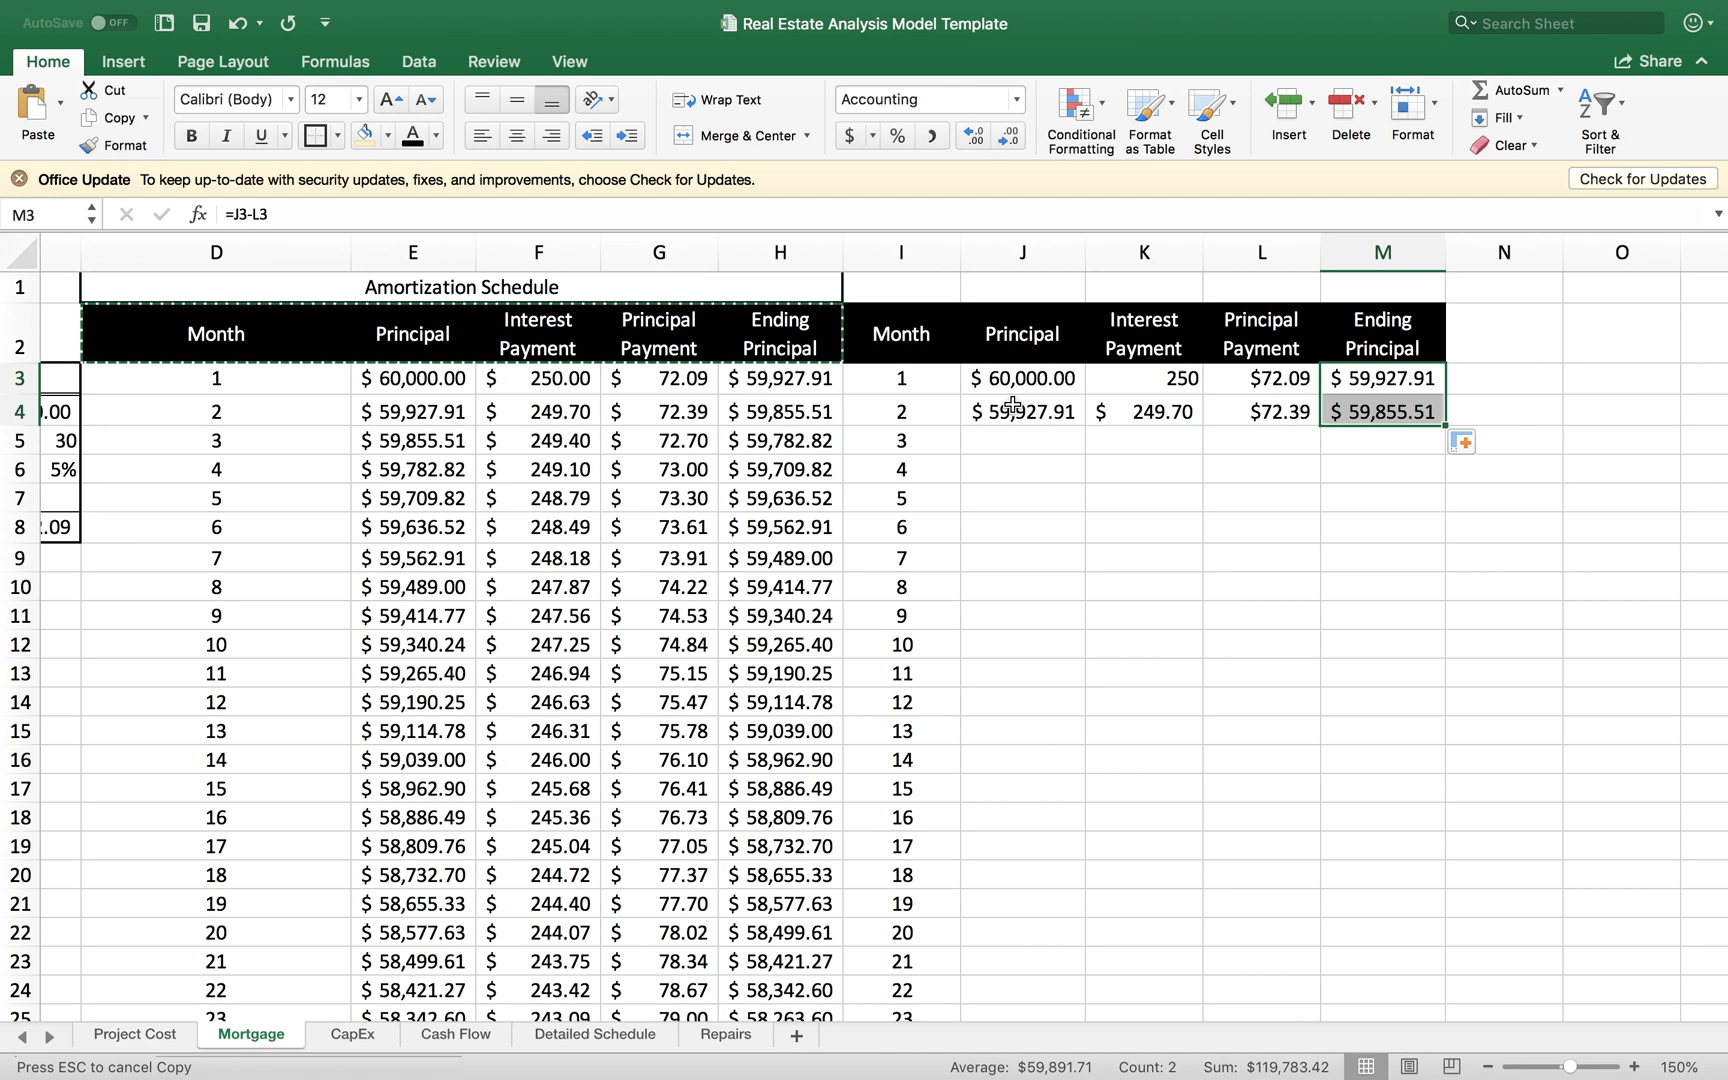 AutoSave OFF Real Estate Analysis Model Template Search Sheet
Home Insert Page Layout Formulas Data Review View Share
Paste Cut Copy Format Calibri (Body) 12 A A Wrap Text Accounting Conditional Formatting Format as Table Cell Styles Insert Delete Format AutoSum Fill Clear Sort & Filter
B I U A Merge & Center $ % .0 .00 .00 .0
Office Update To keep up-to-date with security updates, fixes, and improvements, choose Check for Updates. Check for Updates
M3 fx =J3-L3
D E F G H I J K L M N O
1 Amortization Schedule
2 Month Principal Interest Payment Principal Payment Ending Principal Month Principal Interest Payment Principal Payment Ending Principal
3 1 $ 60,000.00 $ 250.00 $ 72.09 $ 59,927.91 1 $ 60,000.00 250 $72.09 $ 59,927.91
4 .00 2 $ 59,927.91 $ 249.70 $ 72.39 $ 59,855.51 2 $ 59,927.91 $ 249.70 $72.39 $ 59,855.51
5 30 3 $ 59,855.51 $ 249.40 $ 72.70 $ 59,782.82 3
6 5% 4 $ 59,782.82 $ 249.10 $ 73.00 $ 59,709.82 4
7 5 $ 59,709.82 $ 248.79 $ 73.30 $ 59,636.52 5
8 .09 6 $ 59,636.52 $ 248.49 $ 73.61 $ 59,562.91 6
9 7 $ 59,562.91 $ 248.18 $ 73.91 $ 59,489.00 7
10 8 $ 59,489.00 $ 247.87 $ 74.22 $ 59,414.77 8
11 9 $ 59,414.77 $ 247.56 $ 74.53 $ 59,340.24 9
12 10 $ 59,340.24 $ 247.25 $ 74.84 $ 59,265.40 10
13 11 $ 59,265.40 $ 246.94 $ 75.15 $ 59,190.25 11
14 12 $ 59,190.25 $ 246.63 $ 75.47 $ 59,114.78 12
15 13 $ 59,114.78 $ 246.31 $ 75.78 $ 59,039.00 13
16 14 $ 59,039.00 $ 246.00 $ 76.10 $ 58,962.90 14
17 15 $ 58,962.90 $ 245.68 $ 76.41 $ 58,886.49 15
18 16 $ 58,886.49 $ 245.36 $ 76.73 $ 58,809.76 16
19 17 $ 58,809.76 $ 245.04 $ 77.05 $ 58,732.70 17
20 18 $ 58,732.70 $ 244.72 $ 77.37 $ 58,655.33 18
21 19 $ 58,655.33 $ 244.40 $ 77.70 $ 58,577.63 19
22 20 $ 58,577.63 $ 244.07 $ 78.02 $ 58,499.61 20
23 21 $ 58,499.61 $ 243.75 $ 78.34 $ 58,421.27 21
24 22 $ 58,421.27 $ 243.42 $ 78.67 $ 58,342.60 22
25 23 $ 58,342.60 $ 243.09 $ 79.00 $ 58,263.60 23
Project Cost Mortgage CapEx Cash Flow Detailed Schedule Repairs +
Press ESC to cancel Copy Average: $59,891.71 Count: 2 Sum: $119,783.42 150%